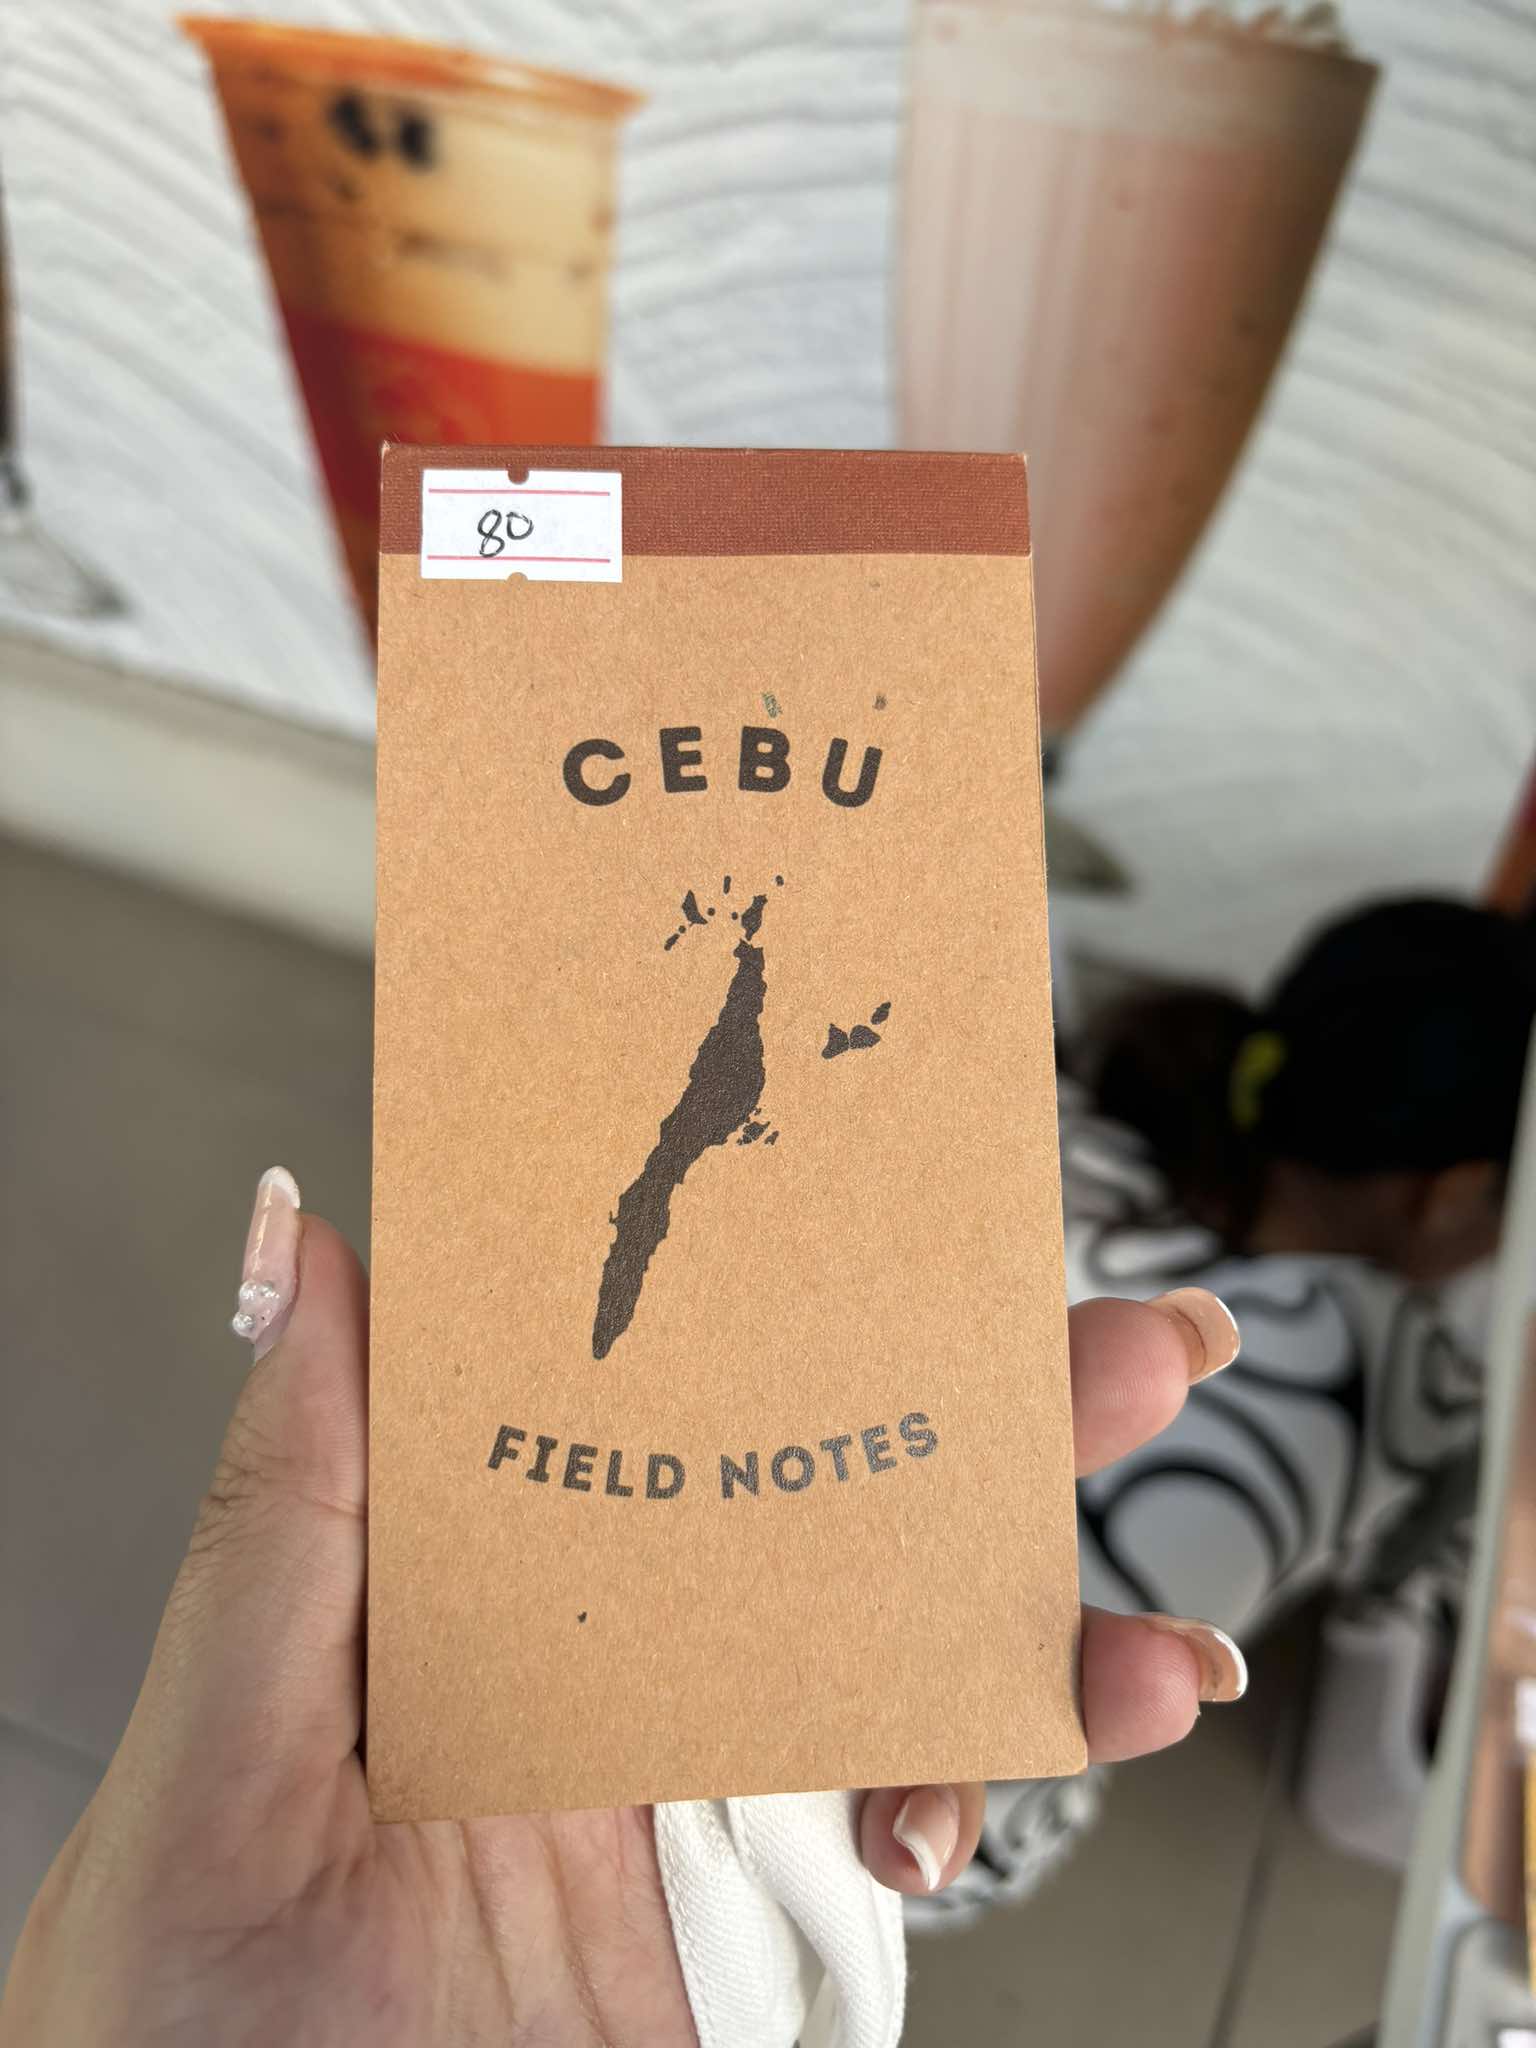 80
CEBU
FIELD NOTES